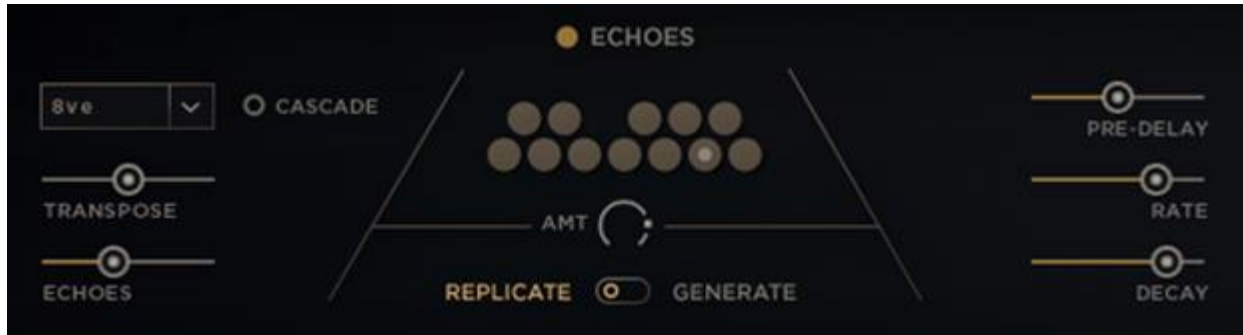 ECHOES
8ve
CASCADE
PRE-DELAY
TRANSPOSE
RATE
AMT
ECHOES
REPLICATE
GENERATE
DECAY